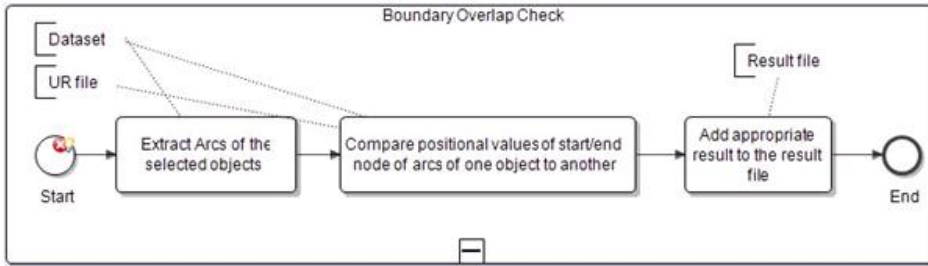 Boundary Overlap Check
Dataset
UR file
Result file
Extract Arcs of the
selected objects
Compare positional values of start/end
node of arcs of one object to another
Add appropriate
result to the result
file
Start
End